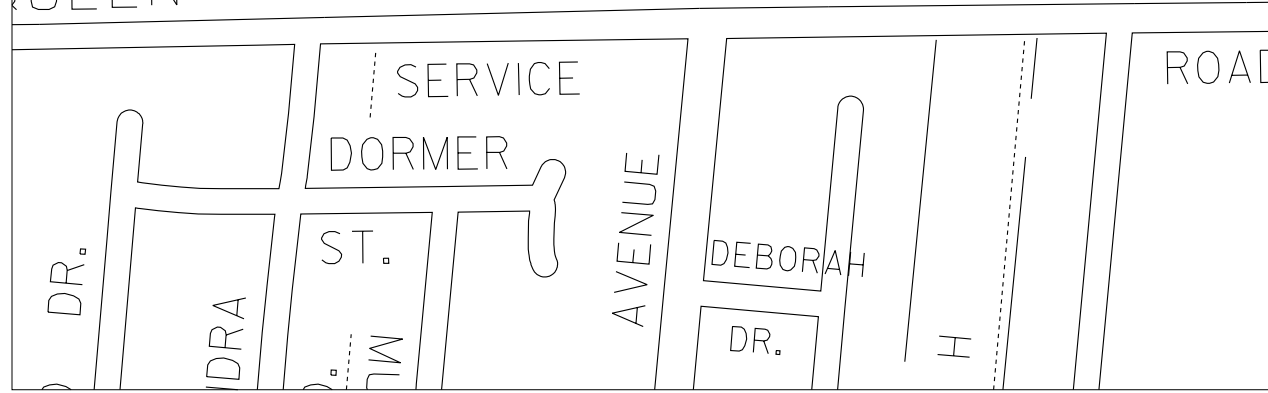 SERVICE
ROAD
DORMER
ST.
AVENUE
DEBORAH
DR.
DR.
H